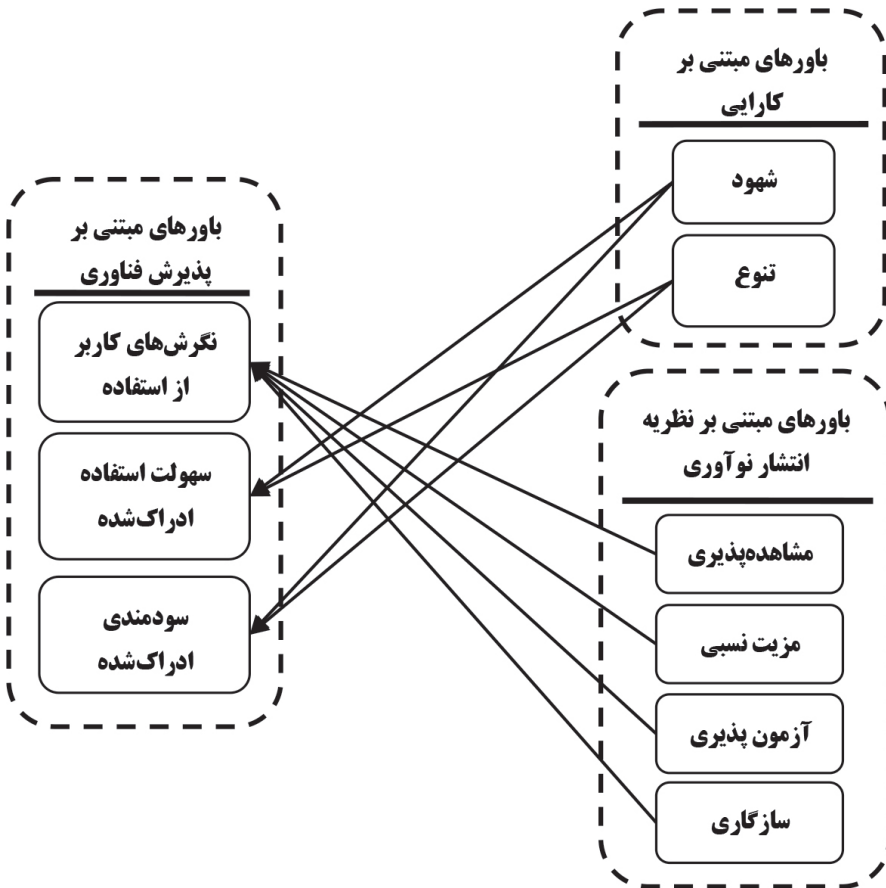 باورهای مبتنی بر
کارایی
شهود
تنوع
باورهای مبتنی بر نظریه
انتشار نوآوری
مشاهده‌پذیری
مزیت نسبی
آزمون پذیری
سازگاری
باورهای مبتنی بر
پذیرش فناوری
نگرش‌های کاربر
از استفاده
سهولت استفاده
ادراک‌شده
سودمندی
ادراک‌شده